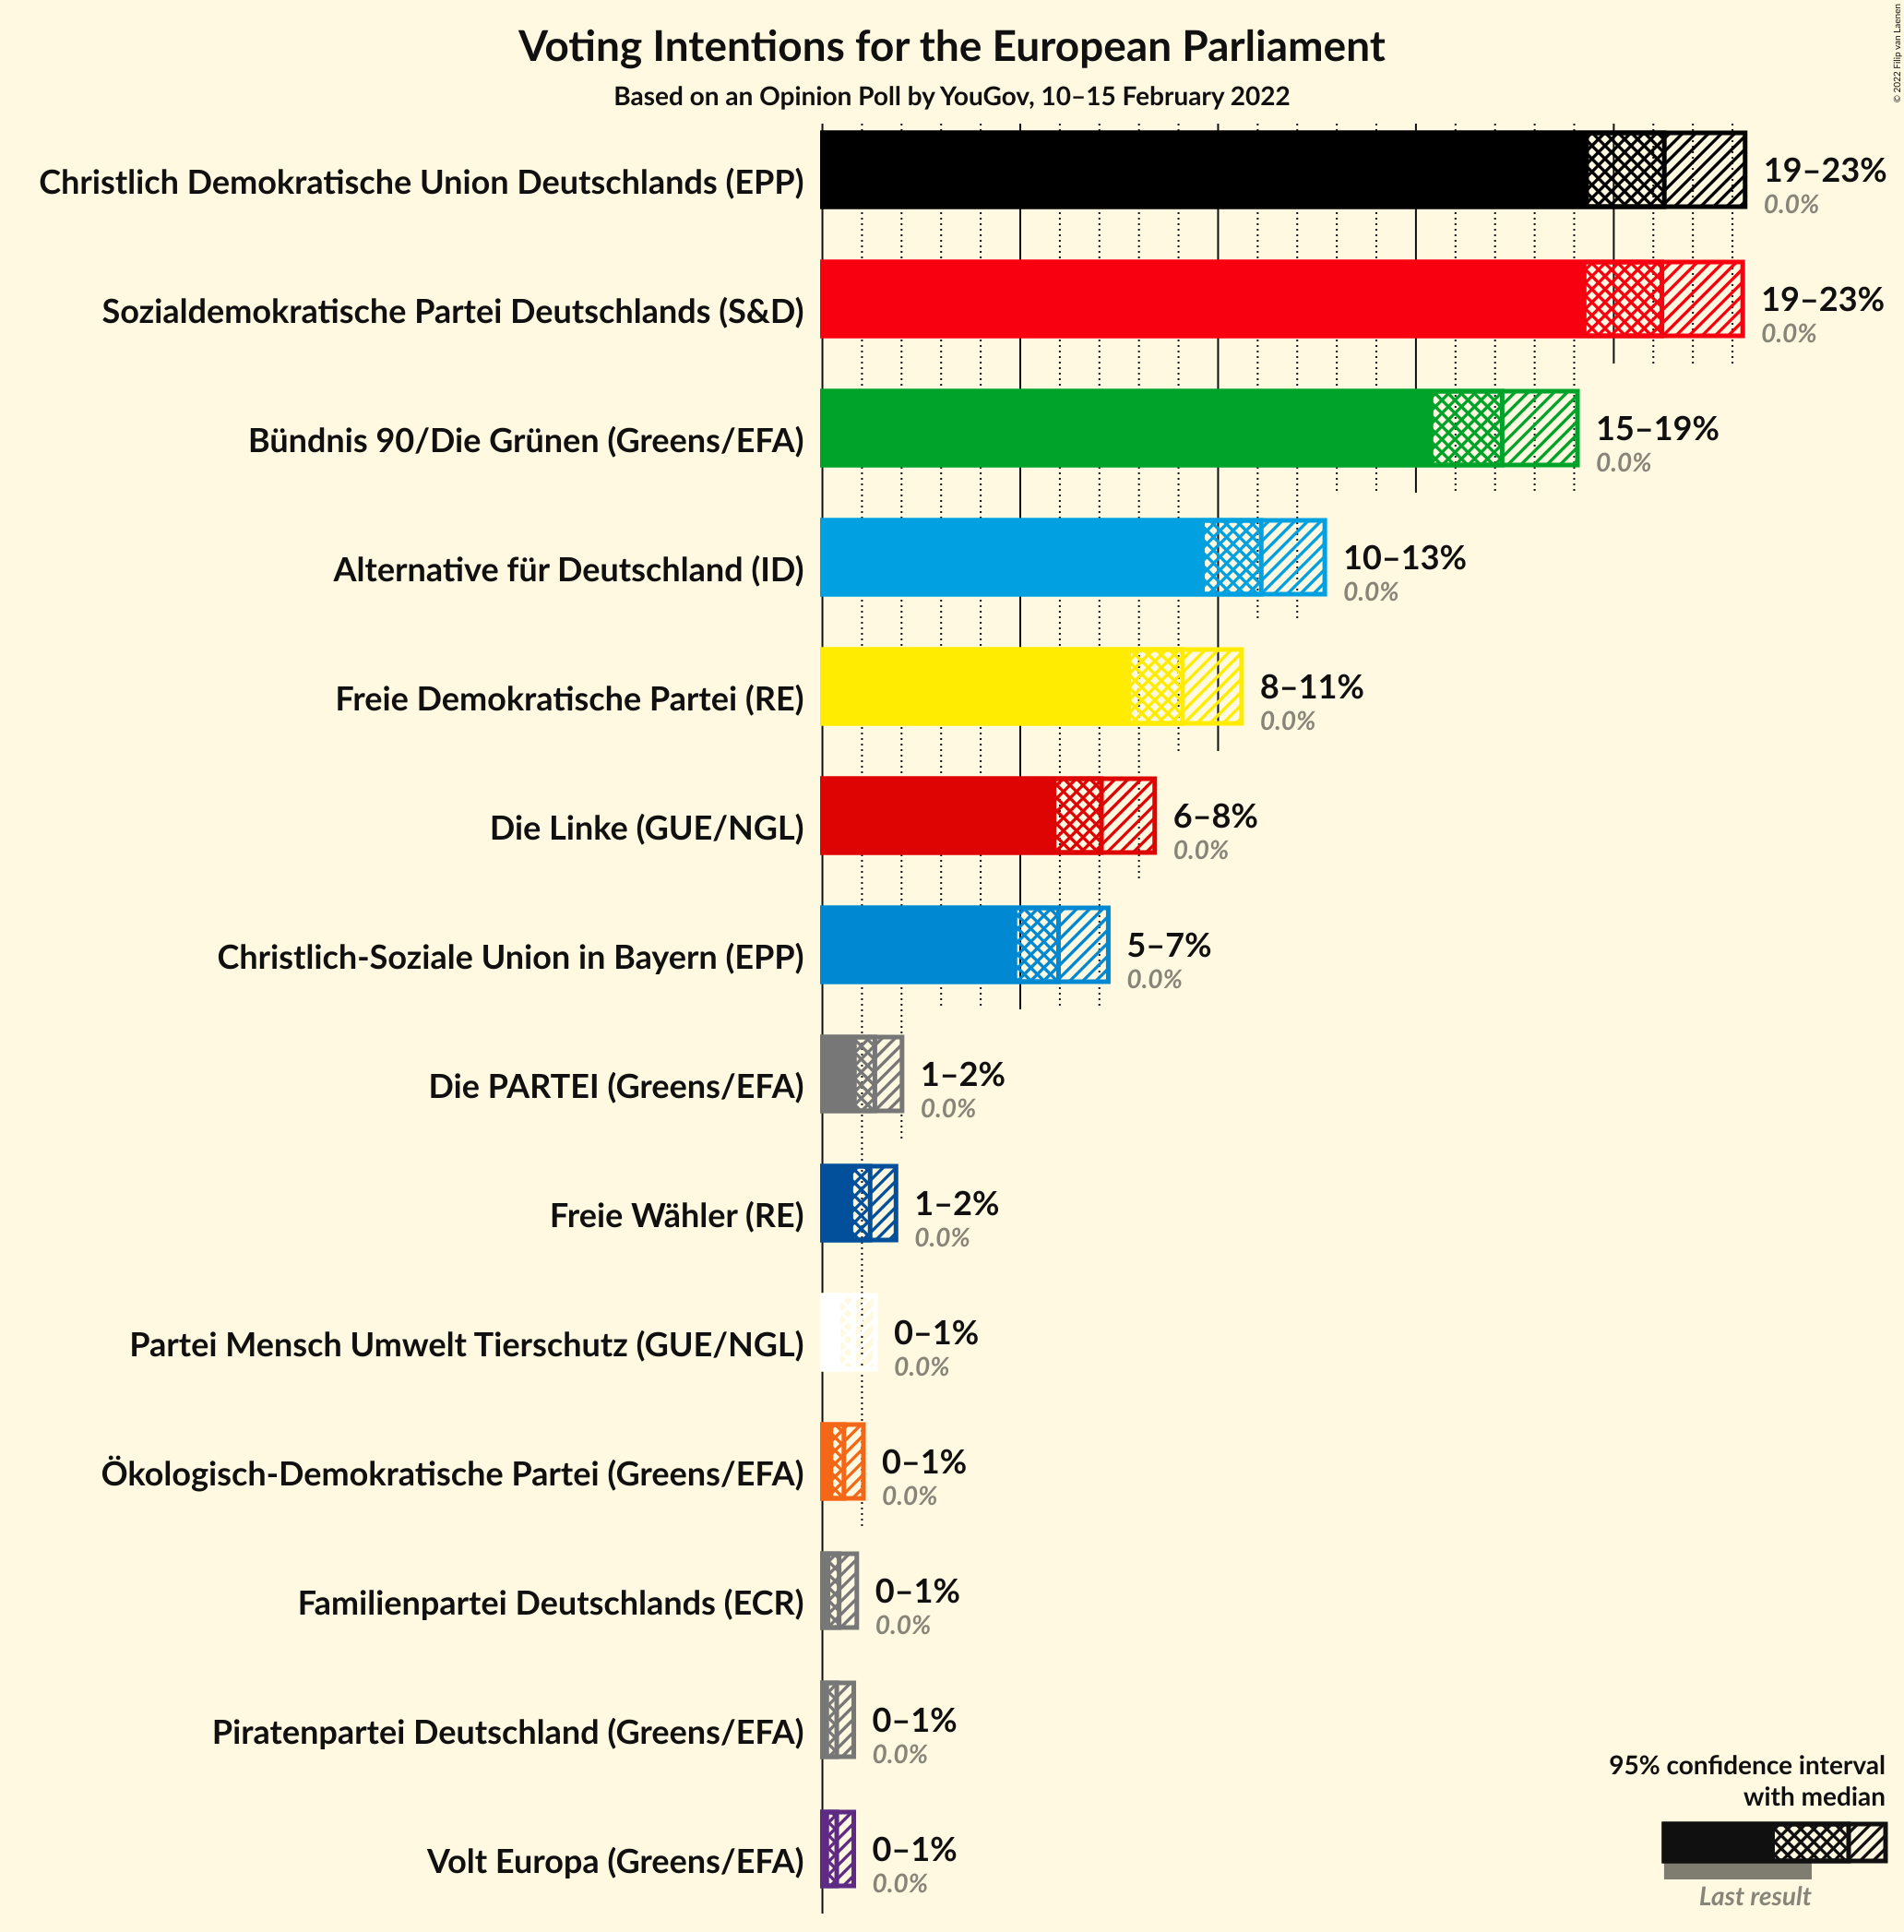 Voting Intentions for the European Parliament
Based on an Opinion Poll by YouGov, 10–15 February 2022
© 2022 Filip van Laenen
Christlich Demokratische Union Deutschlands (EPP)
19–23%
0.0%
Sozialdemokratische Partei Deutschlands (S&D)
19–23%
0.0%
Bündnis 90/Die Grünen (Greens/EFA)
15–19%
0.0%
Alternative für Deutschland (ID)
10–13%
0.0%
Freie Demokratische Partei (RE)
8–11%
0.0%
Die Linke (GUE/NGL)
6–8%
0.0%
Christlich-Soziale Union in Bayern (EPP)
5–7%
0.0%
Die PARTEI (Greens/EFA)
1–2%
0.0%
Freie Wähler (RE)
1–2%
0.0%
Partei Mensch Umwelt Tierschutz (GUE/NGL)
0–1%
0.0%
Ökologisch-Demokratische Partei (Greens/EFA)
0–1%
0.0%
Familienpartei Deutschlands (ECR)
0–1%
0.0%
Piratenpartei Deutschland (Greens/EFA)
0–1%
0.0%
Volt Europa (Greens/EFA)
0–1%
0.0%
95% confidence interval
with median
Last result